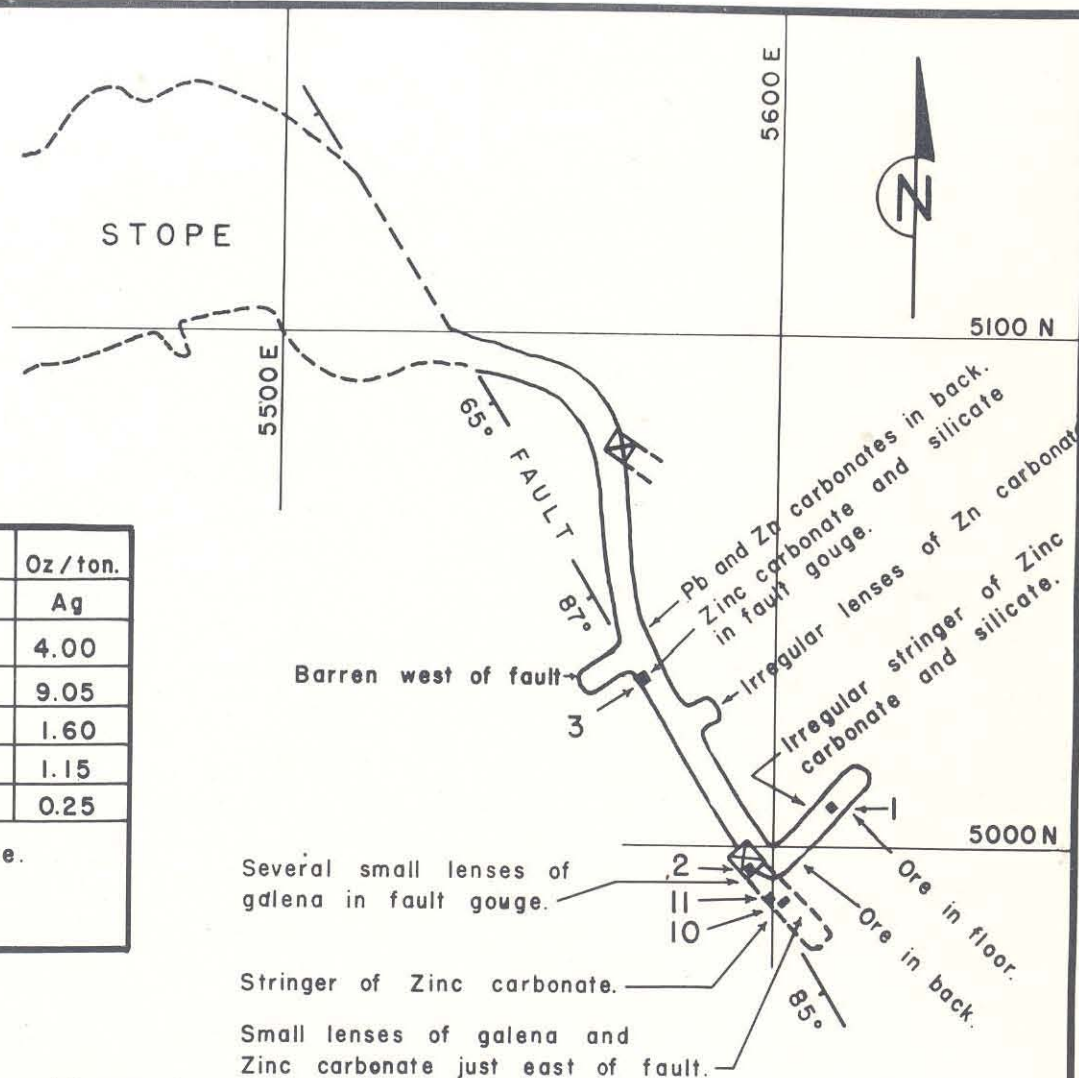 5600 E
N
STOPE
5100 N
5500 E
65° FAULT
87°
Pb and Zn carbonates in back.
Zinc carbonate and silicate
in fault gouge.
Irregular lenses of Zn
Irregular stringer of Zinc
carbonate and silicate.
Oz/ton.
Ag
4.00
9.05
1.60
1.15
0.25
e.
Barren west of fault
3
1
5000 N
Several small lenses of
galena in fault gouge.
2
11
10
Ore in floor.
Ore in back.
Stringer of Zinc carbonate.
85°
Small lenses of galena and
Zinc carbonate just east of fault.